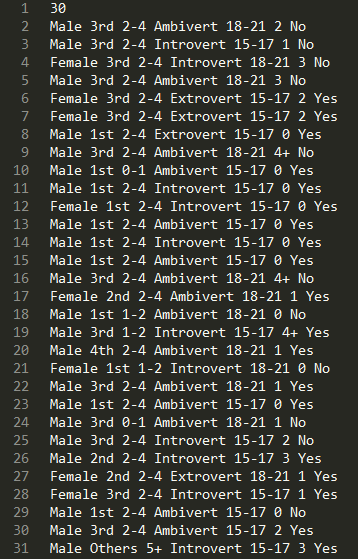 1 30
2 Male 3rd 2-4 Ambivert 18-21 2 No
3 Male 3rd 2-4 Introvert 15-17 1 No
4 Female 3rd 2-4 Introvert 18-21 3 No
5 Male 3rd 2-4 Ambivert 18-21 3 No
6 Female 3rd 2-4 Extrovert 15-17 2 Yes
7 Female 3rd 2-4 Extrovert 15-17 2 Yes
8 Male 1st 2-4 Extrovert 15-17 0 Yes
9 Male 3rd 2-4 Ambivert 18-21 4+ No
10 Male 1st 0-1 Ambivert 15-17 0 Yes
11 Male 1st 2-4 Introvert 15-17 0 Yes
12 Female 1st 2-4 Introvert 15-17 0 Yes
13 Male 1st 2-4 Ambivert 15-17 0 Yes
14 Male 1st 2-4 Introvert 15-17 0 Yes
15 Male 1st 2-4 Ambivert 15-17 0 Yes
16 Male 3rd 2-4 Ambivert 18-21 4+ No
17 Female 2nd 2-4 Ambivert 18-21 1 Yes
18 Male 1st 1-2 Ambivert 18-21 0 No
19 Male 3rd 1-2 Introvert 15-17 4+ Yes
20 Male 4th 2-4 Ambivert 18-21 1 Yes
21 Female 1st 1-2 Introvert 18-21 0 No
22 Male 3rd 2-4 Ambivert 18-21 1 Yes
23 Male 1st 2-4 Ambivert 15-17 0 Yes
24 Male 3rd 0-1 Ambivert 18-21 1 No
25 Male 3rd 2-4 Introvert 15-17 2 No
26 Male 2nd 2-4 Introvert 15-17 3 Yes
27 Female 2nd 2-4 Extrovert 18-21 1 Yes
28 Female 3rd 2-4 Introvert 15-17 1 Yes
29 Male 1st 2-4 Ambivert 15-17 0 No
30 Male 3rd 2-4 Ambivert 15-17 2 Yes
31 Male Others 5+ Introvert 15-17 3 Yes